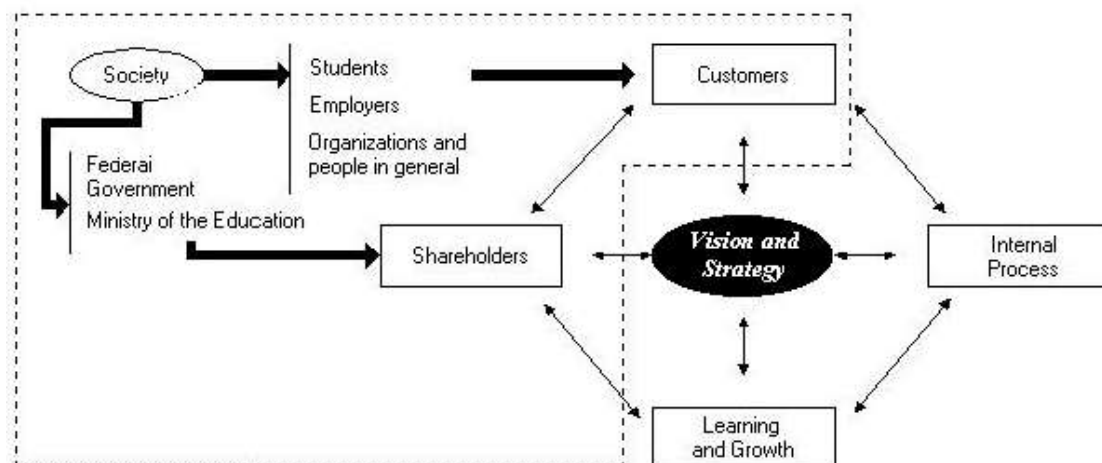 Society
Students
Employers
Organizations and
people in general
Customers
Federai
Government
Ministry of the Education
Shareholders
Vision and
Strategy
Internal
Process
Learning
and Growth